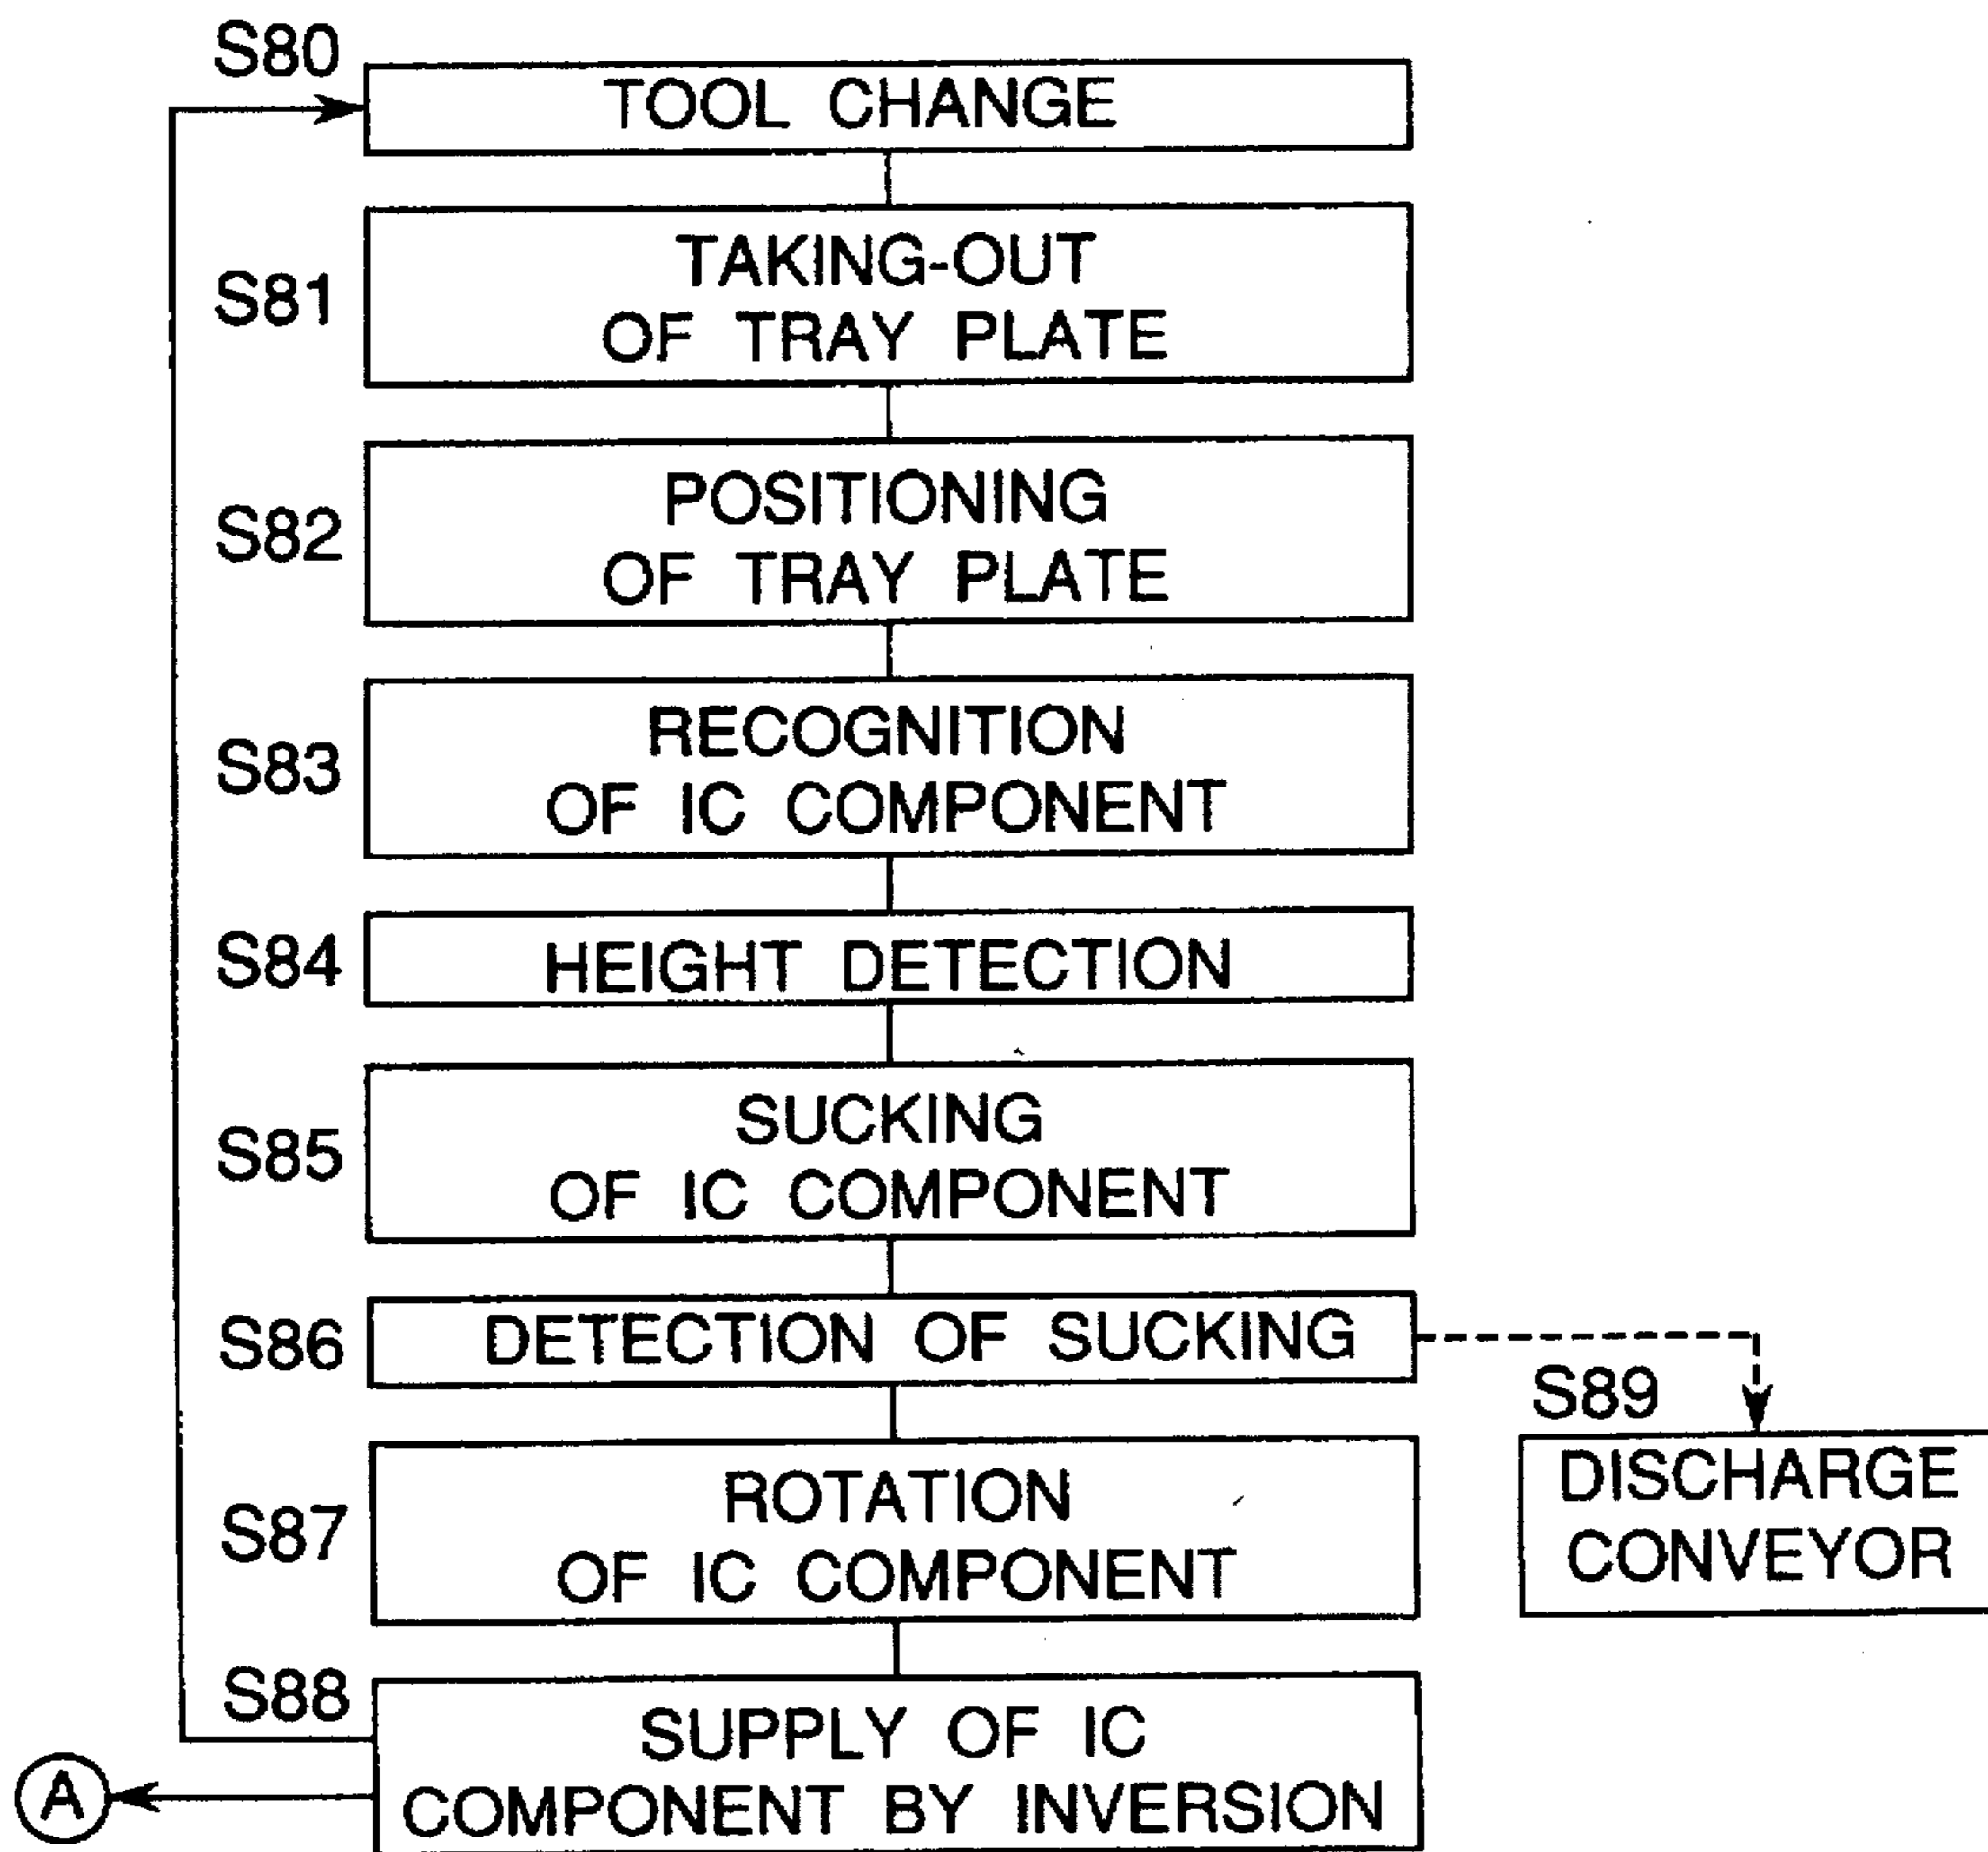 S80
TOOL CHANGE
S81
TAKING-OUT
OF TRAY PLATE
S82
POSITIONING
OF TRAY PLATE
S83
RECOGNITION
OF IC COMPONENT
S84
HEIGHT DETECTION
S85
SUCKING
OF IC COMPONENT
S86
DETECTION OF SUCKING
S89
DISCHARGE
CONVEYOR
S87
ROTATION
OF IC COMPONENT
S88
SUPPLY OF IC
COMPONENT BY INVERSION
A